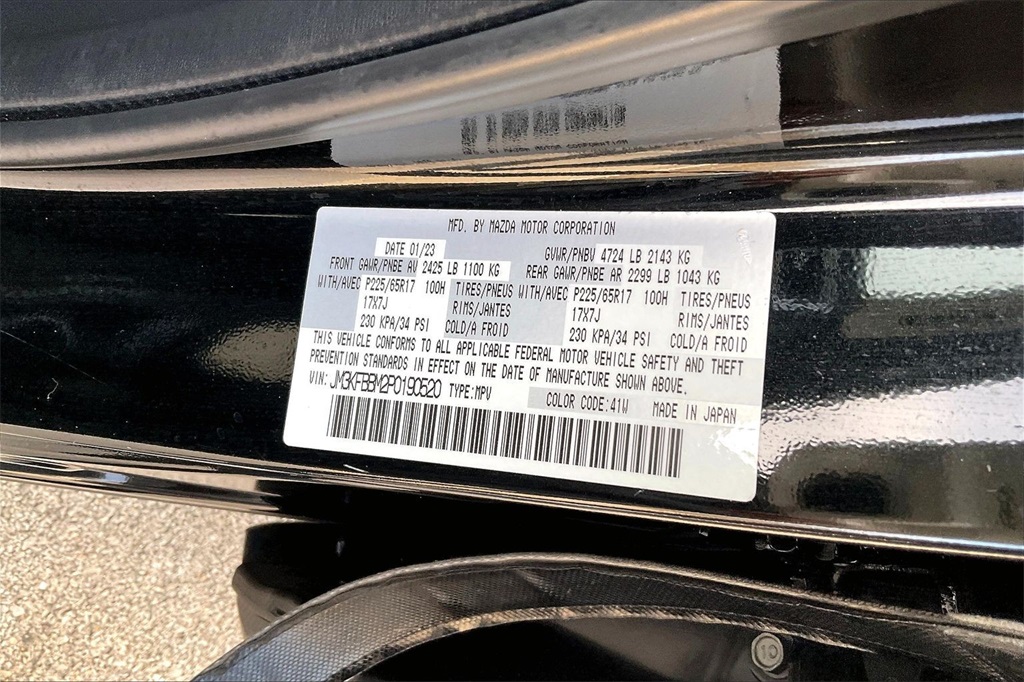 MFD. BY MAZDA MOTOR CORPORATION
DATE 01/23 GVWR/PNBV 4724 LB 2143 KG
FRONT GAWR/PNBE AV 2425 LB 1100 KG REAR GAWR/PNBE AR 2299 LB 1043 KG
WITH/AVEC P225/65R17 100H TIRES/PNEUS WITH/AVEC P225/65R17 100H TIRES/PNEUS
17X7J RIMS/JANTES 17X7J RIMS/JANTES
230 KPA/34 PSI COLD/A FROID 230 KPA/34 PSI COLD/A FROID
THIS VEHICLE CONFORMS TO ALL APPLICABLE FEDERAL MOTOR VEHICLE SAFETY AND THEFT
PREVENTION STANDARDS IN EFFECT ON THE DATE OF MANUFACTURE SHOWN ABOVE.
VIN: JM3KFBBM2P0190520 TYPE:MPV
COLOR CODE:41W MADE IN JAPAN
10